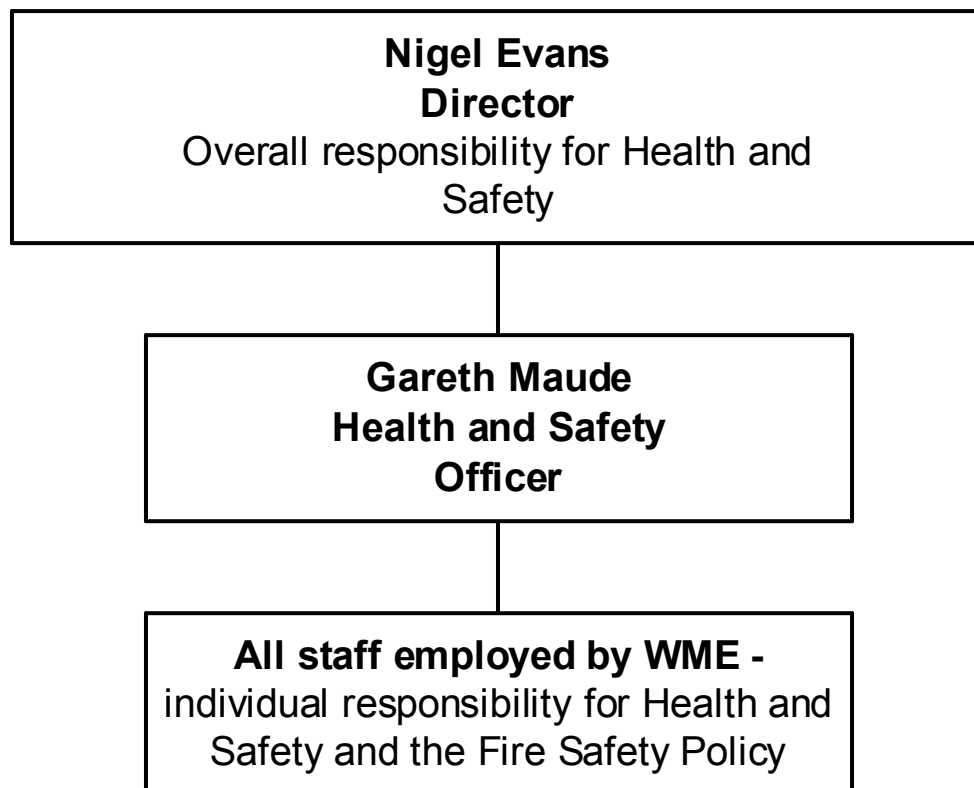 Nigel Evans
Director
Overall responsibility for Health and
Safety
Gareth Maude
Health and Safety
Officer
All staff employed by WME -
individual responsibility for Health and
Safety and the Fire Safety Policy